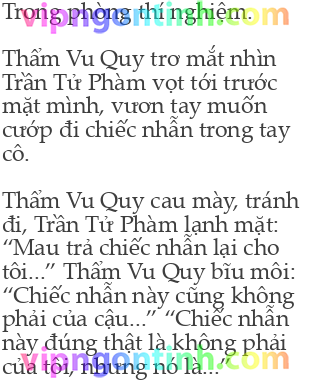 Trong phòng thí nghiệm.
vipngontinh.com
Thẩm Vu Quy trơ mắt nhìn
Trần Tử Phàm vọt tới trước
mặt mình, vươn tay muốn
cướp đi chiếc nhẫn trong tay
cô.
Thẩm Vu Quy cau mày, tránh
đi, Trần Tử Phàm lạnh mặt:
“Mau trả chiếc nhẫn lại cho
tôi...” Thẩm Vu Quy bĩu môi:
“Chiếc nhẫn này cũng không
phải của cậu...” “Chiếc nhẫn
này đúng thật là không phải
của tôi, nhưng nó là...”
vipngontinh.com